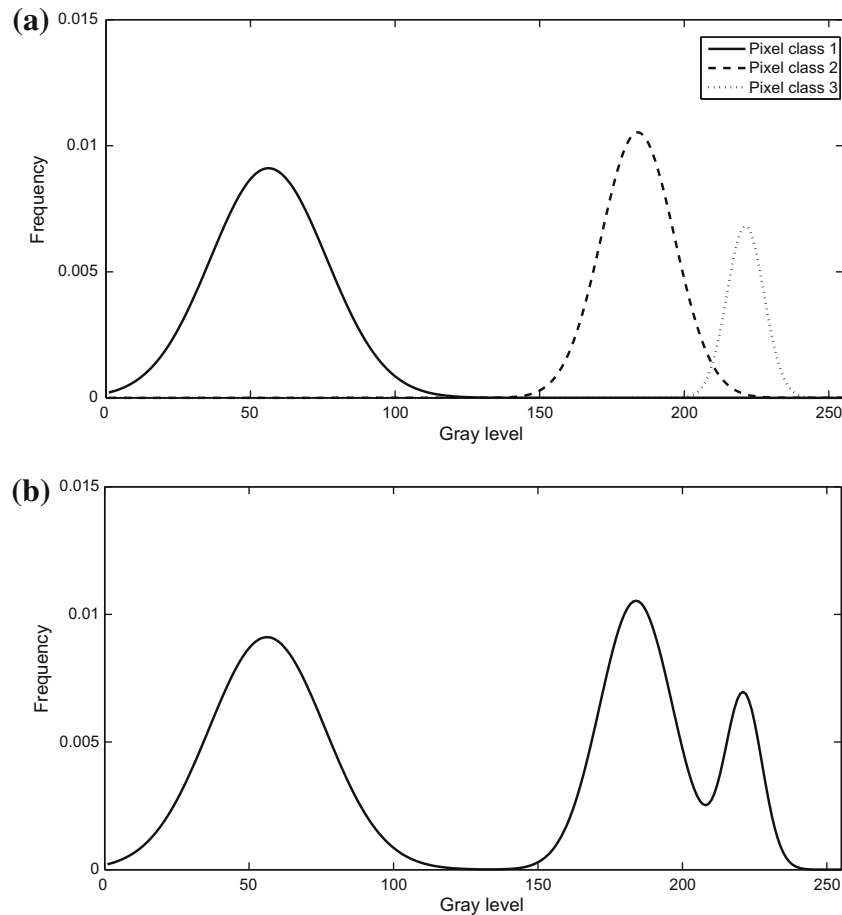 (a)
0.015
0.01
0.005
0
Frequency
Pixel class 1
Pixel class 2
Pixel class 3
0 50 100 150 200 250
Gray level
(b)
0.015
0.01
0.005
0
Frequency
0 50 100 150 200 250
Gray level